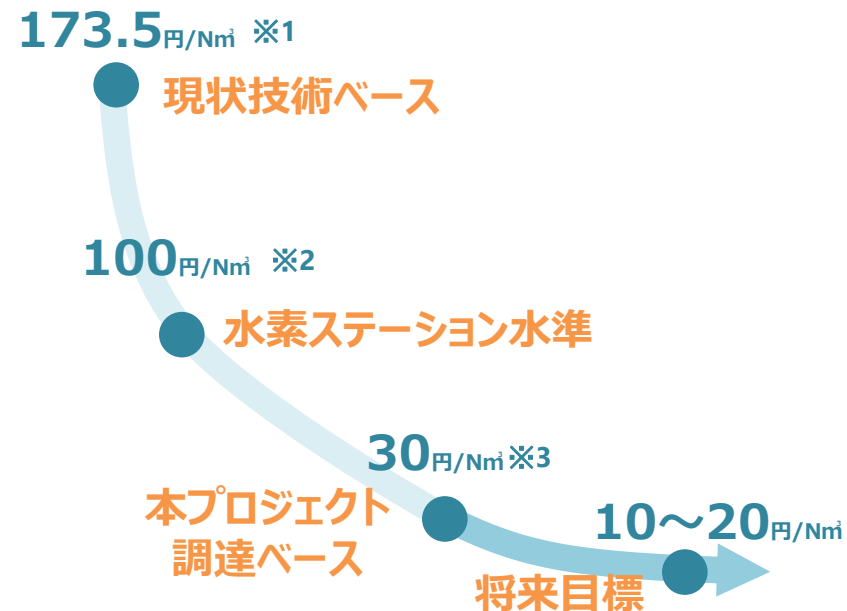 173.5円/N㎥ ※1
現状技術ベース
100円/N㎥ ※2
水素ステーション水準
30円/N㎥※3
本プロジェクト
調達ベース
10～20円/N㎥
将来目標